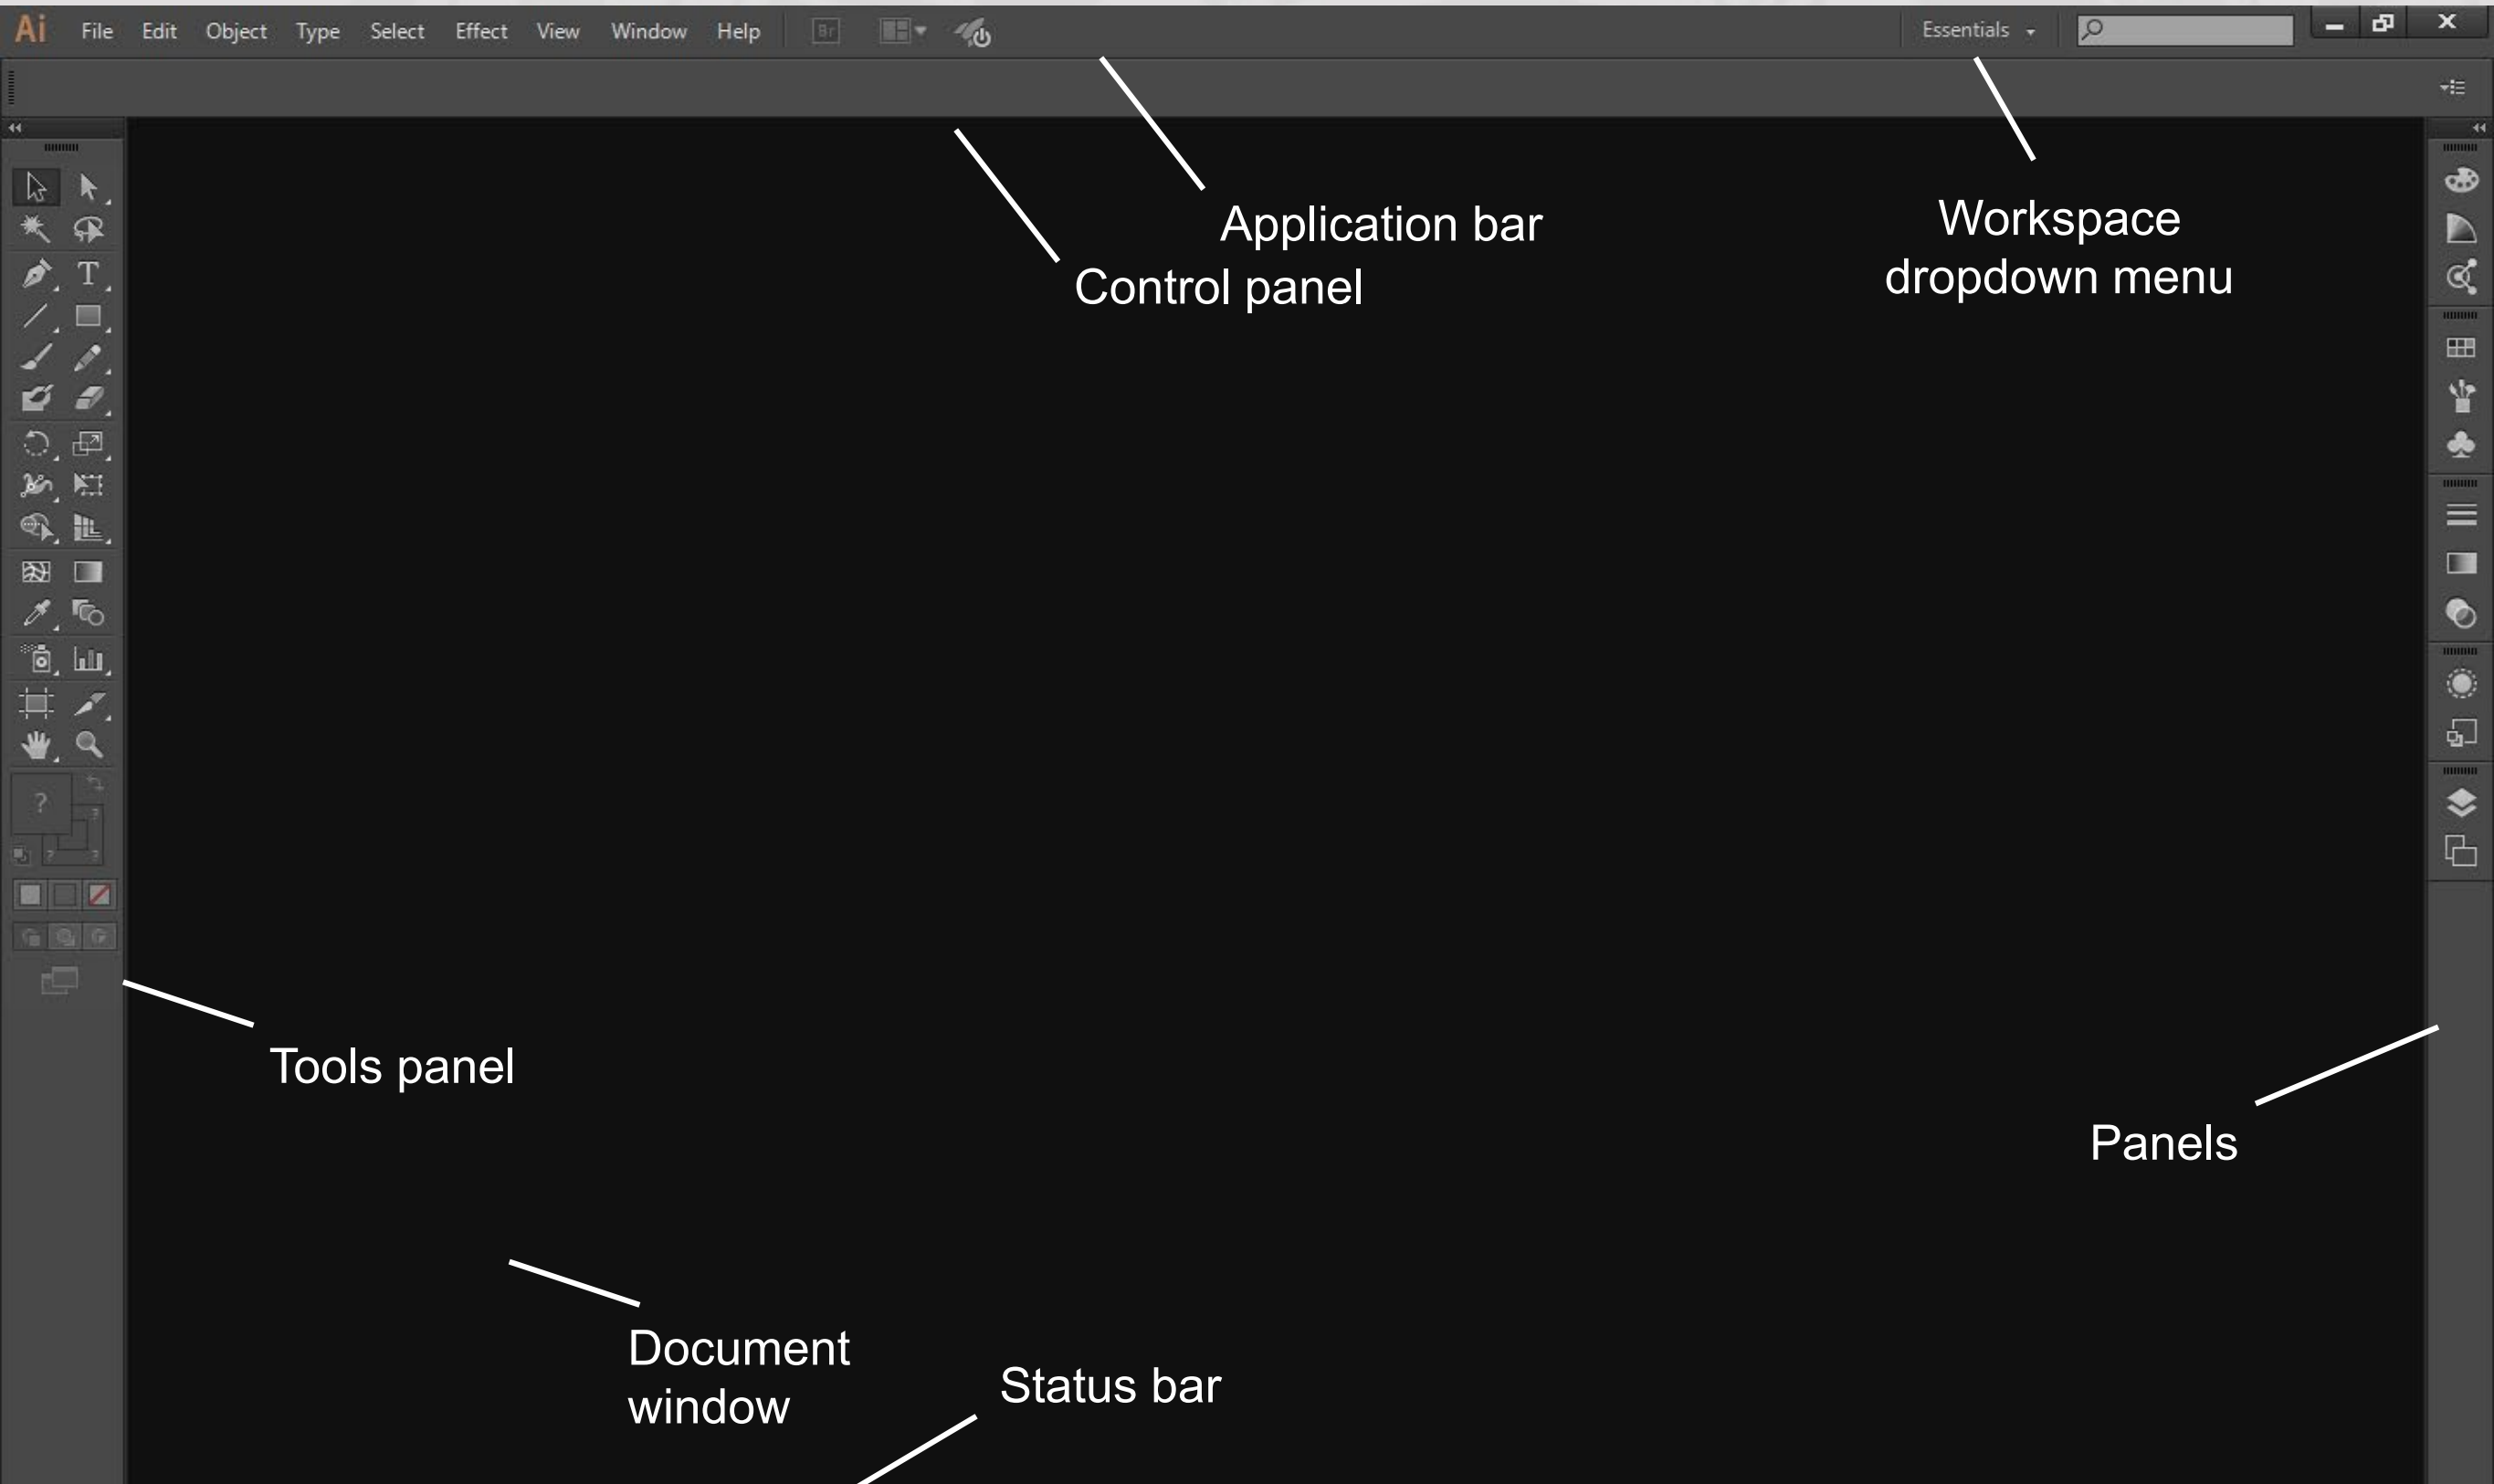 Ai File Edit Object Type Select Effect View Window Help Br Essentials
Application bar
Workspace
dropdown menu
Control panel
T
?
?
? ?
Tools panel
Panels
Document
window
Status bar